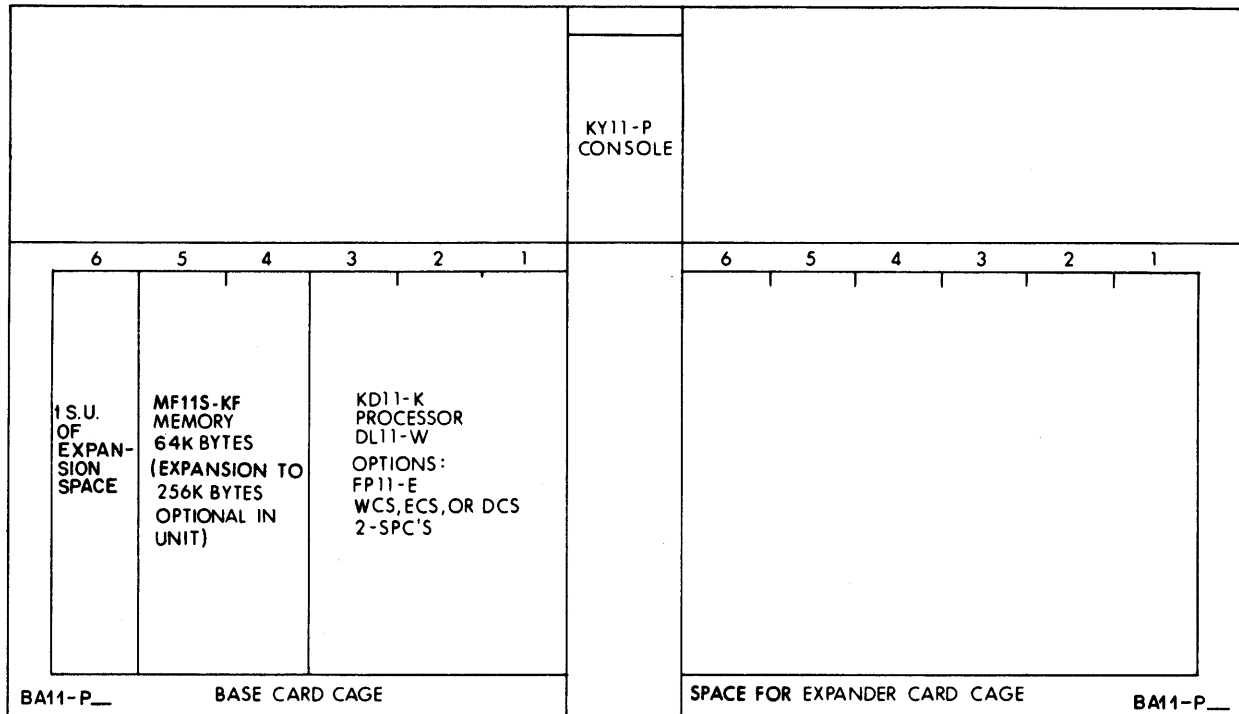 KY11-P
CONSOLE
6 5 4 3 2 1
6 5 4 3 2 1
1 S.U.
OF
EXPAN-
SION
SPACE
MF11S-KF
MEMORY
64K BYTES
(EXPANSION TO
256K BYTES
OPTIONAL IN
UNIT)
KD11-K
PROCESSOR
DL11-W
OPTIONS:
FP11-E
WCS, ECS, OR DCS
2-SPC'S
BA11-P__
BASE CARD CAGE
SPACE FOR EXPANDER CARD CAGE
BA11-P__